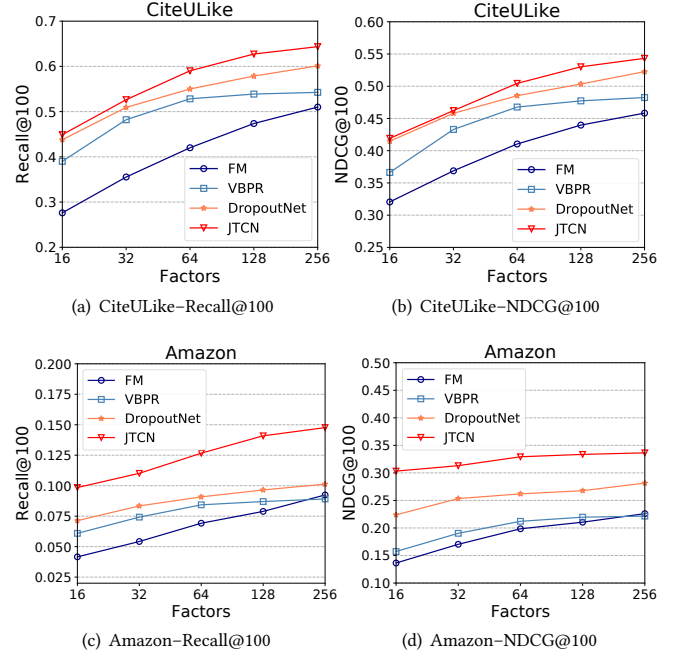 CiteULike
0.7
0.6
0.5
0.4
0.3
0.2
Recall@100
FM
VBPR
DropoutNet
JTCN
16 32 64 128 256
Factors
(a) CiteULike–Recall@100
CiteULike
0.60
0.55
0.50
0.45
0.40
0.35
0.30
0.25
NDCG@100
FM
VBPR
DropoutNet
JTCN
16 32 64 128 256
Factors
(b) CiteULike–NDCG@100
Amazon
0.200
0.175
0.150
0.125
0.100
0.075
0.050
0.025
Recall@100
FM
VBPR
DropoutNet
JTCN
16 32 64 128 256
Factors
(c) Amazon–Recall@100
Amazon
0.50
0.45
0.40
0.35
0.30
0.25
0.20
0.15
0.10
NDCG@100
FM
VBPR
DropoutNet
JTCN
16 32 64 128 256
Factors
(d) Amazon–NDCG@100